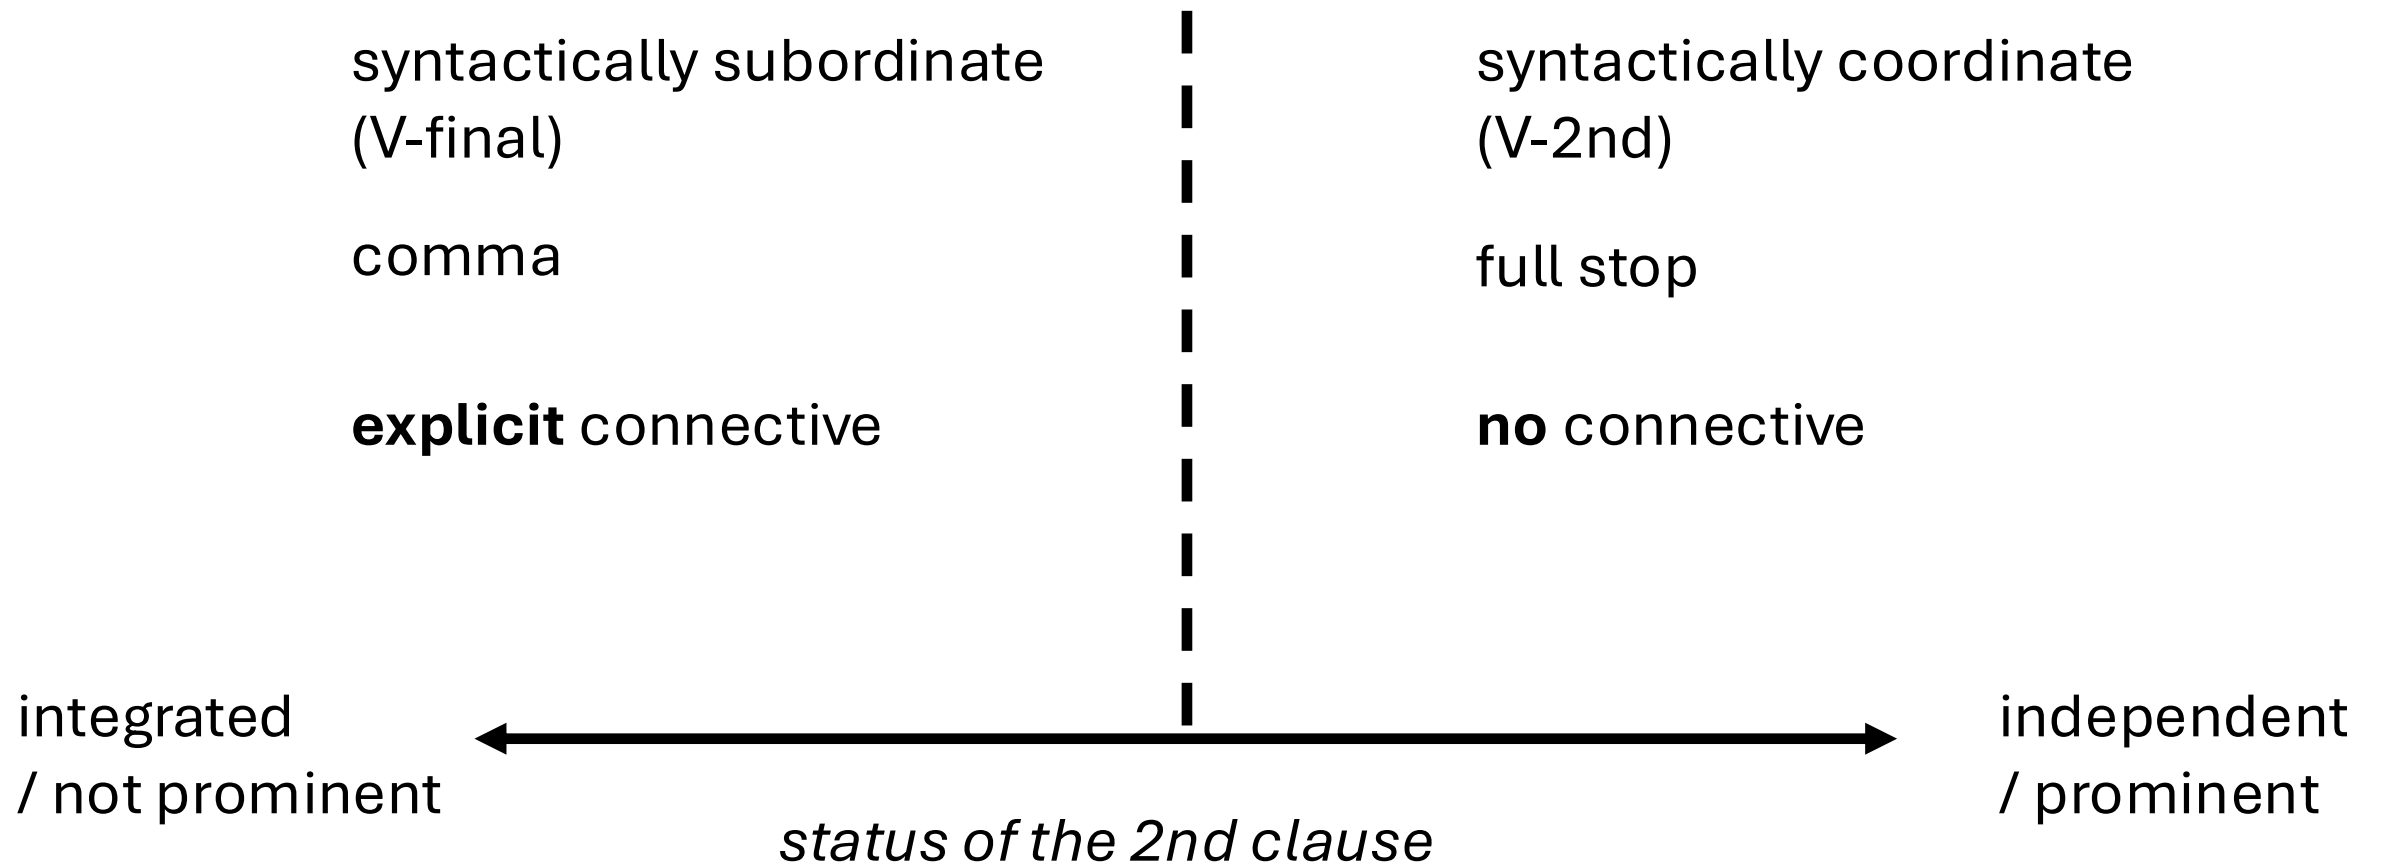 syntactically subordinate
(V-final)
syntactically coordinate
(V-2nd)
comma
full stop
explicit connective
no connective
integrated
/ not prominent
independent
/ prominent
status of the 2nd clause